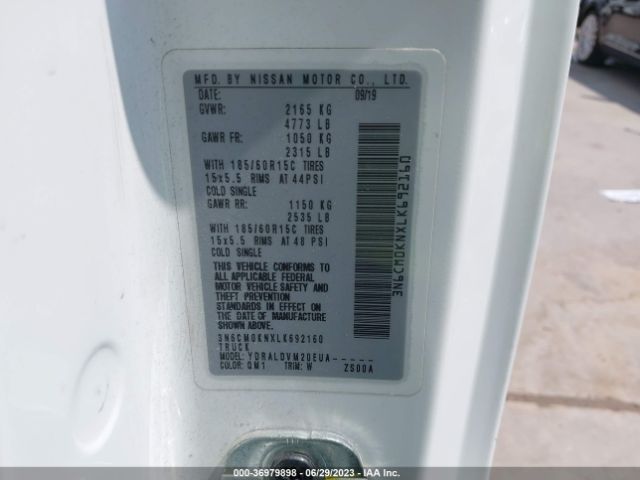 MFD. BY NISSAN MOTOR CO., LTD.
DATE: 09/19
GVWR: 2165 KG
4773 LB
GAWR FR: 1050 KG
2315 LB
WITH 185/60R15C TIRES
15x5.5 RIMS AT 44PSI
COLD SINGLE
GAWR RR: 1150 KG
2535 LB
WITH 185/60R15C TIRES
15x5.5 RIMS AT 48 PSI
COLD SINGLE
THIS VEHICLE CONFORMS TO
ALL APPLICABLE FEDERAL
MOTOR VEHICLE SAFETY AND
THEFT PREVENTION
STANDARDS IN EFFECT ON
THE DATE OF MANUFACTURE
SHOWN ABOVE.
3N6CM0KNXLK692160
TRUCK
MODEL: YDRALDVM20EUA-----
COLOR: QM1 TRIM: W ZS00A
3N6CM0KNXLK692160
000-36979898 - 06/29/2023 - IAA